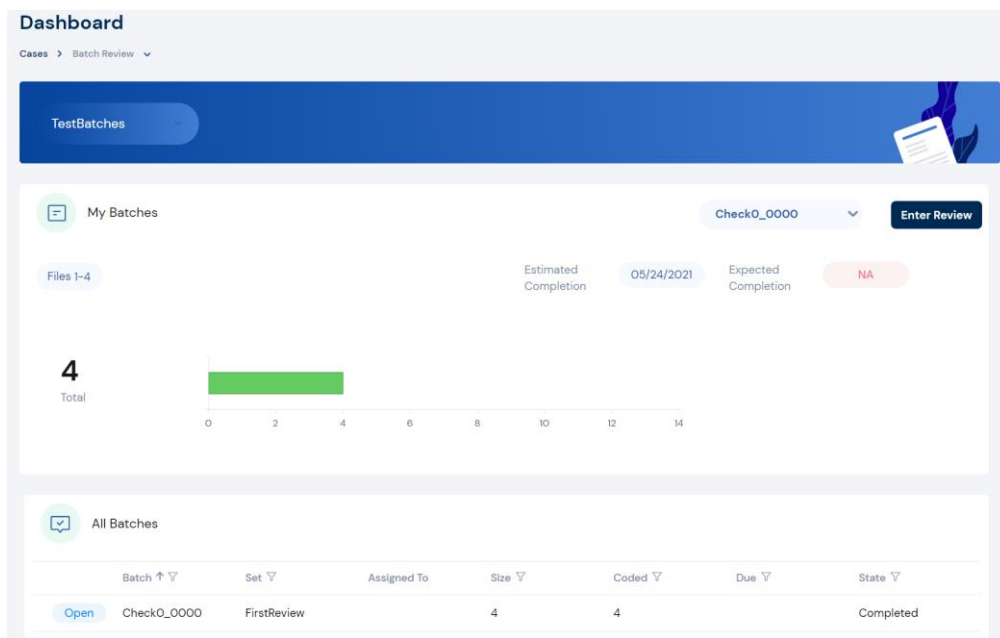 Dashboard
Cases > Batch Review
TestBatches
My Batches
Check0_0000
Enter Review
Files 1-4
Estimated Completion
05/24/2021
Expected Completion
NA
4
Total
0 2 4 6 8 10 12 14
All Batches
Batch Set Assigned To Size Coded Due State
Open Check0_0000 FirstReview 4 4 Completed